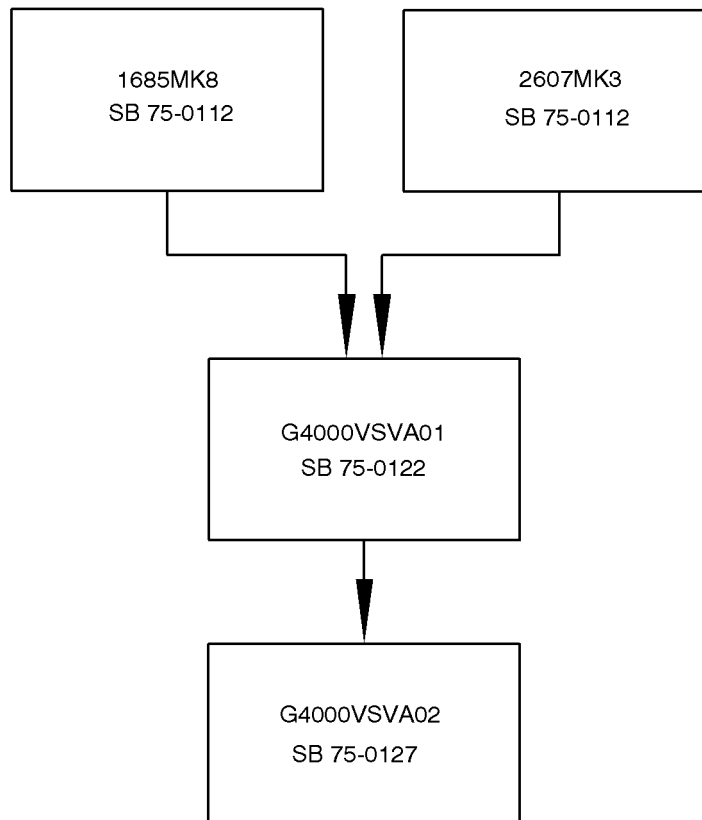 1685MK8
SB 75-0112
2607MK3
SB 75-0112
G4000VSVA01
SB 75-0122
G4000VSVA02
SB 75-0127